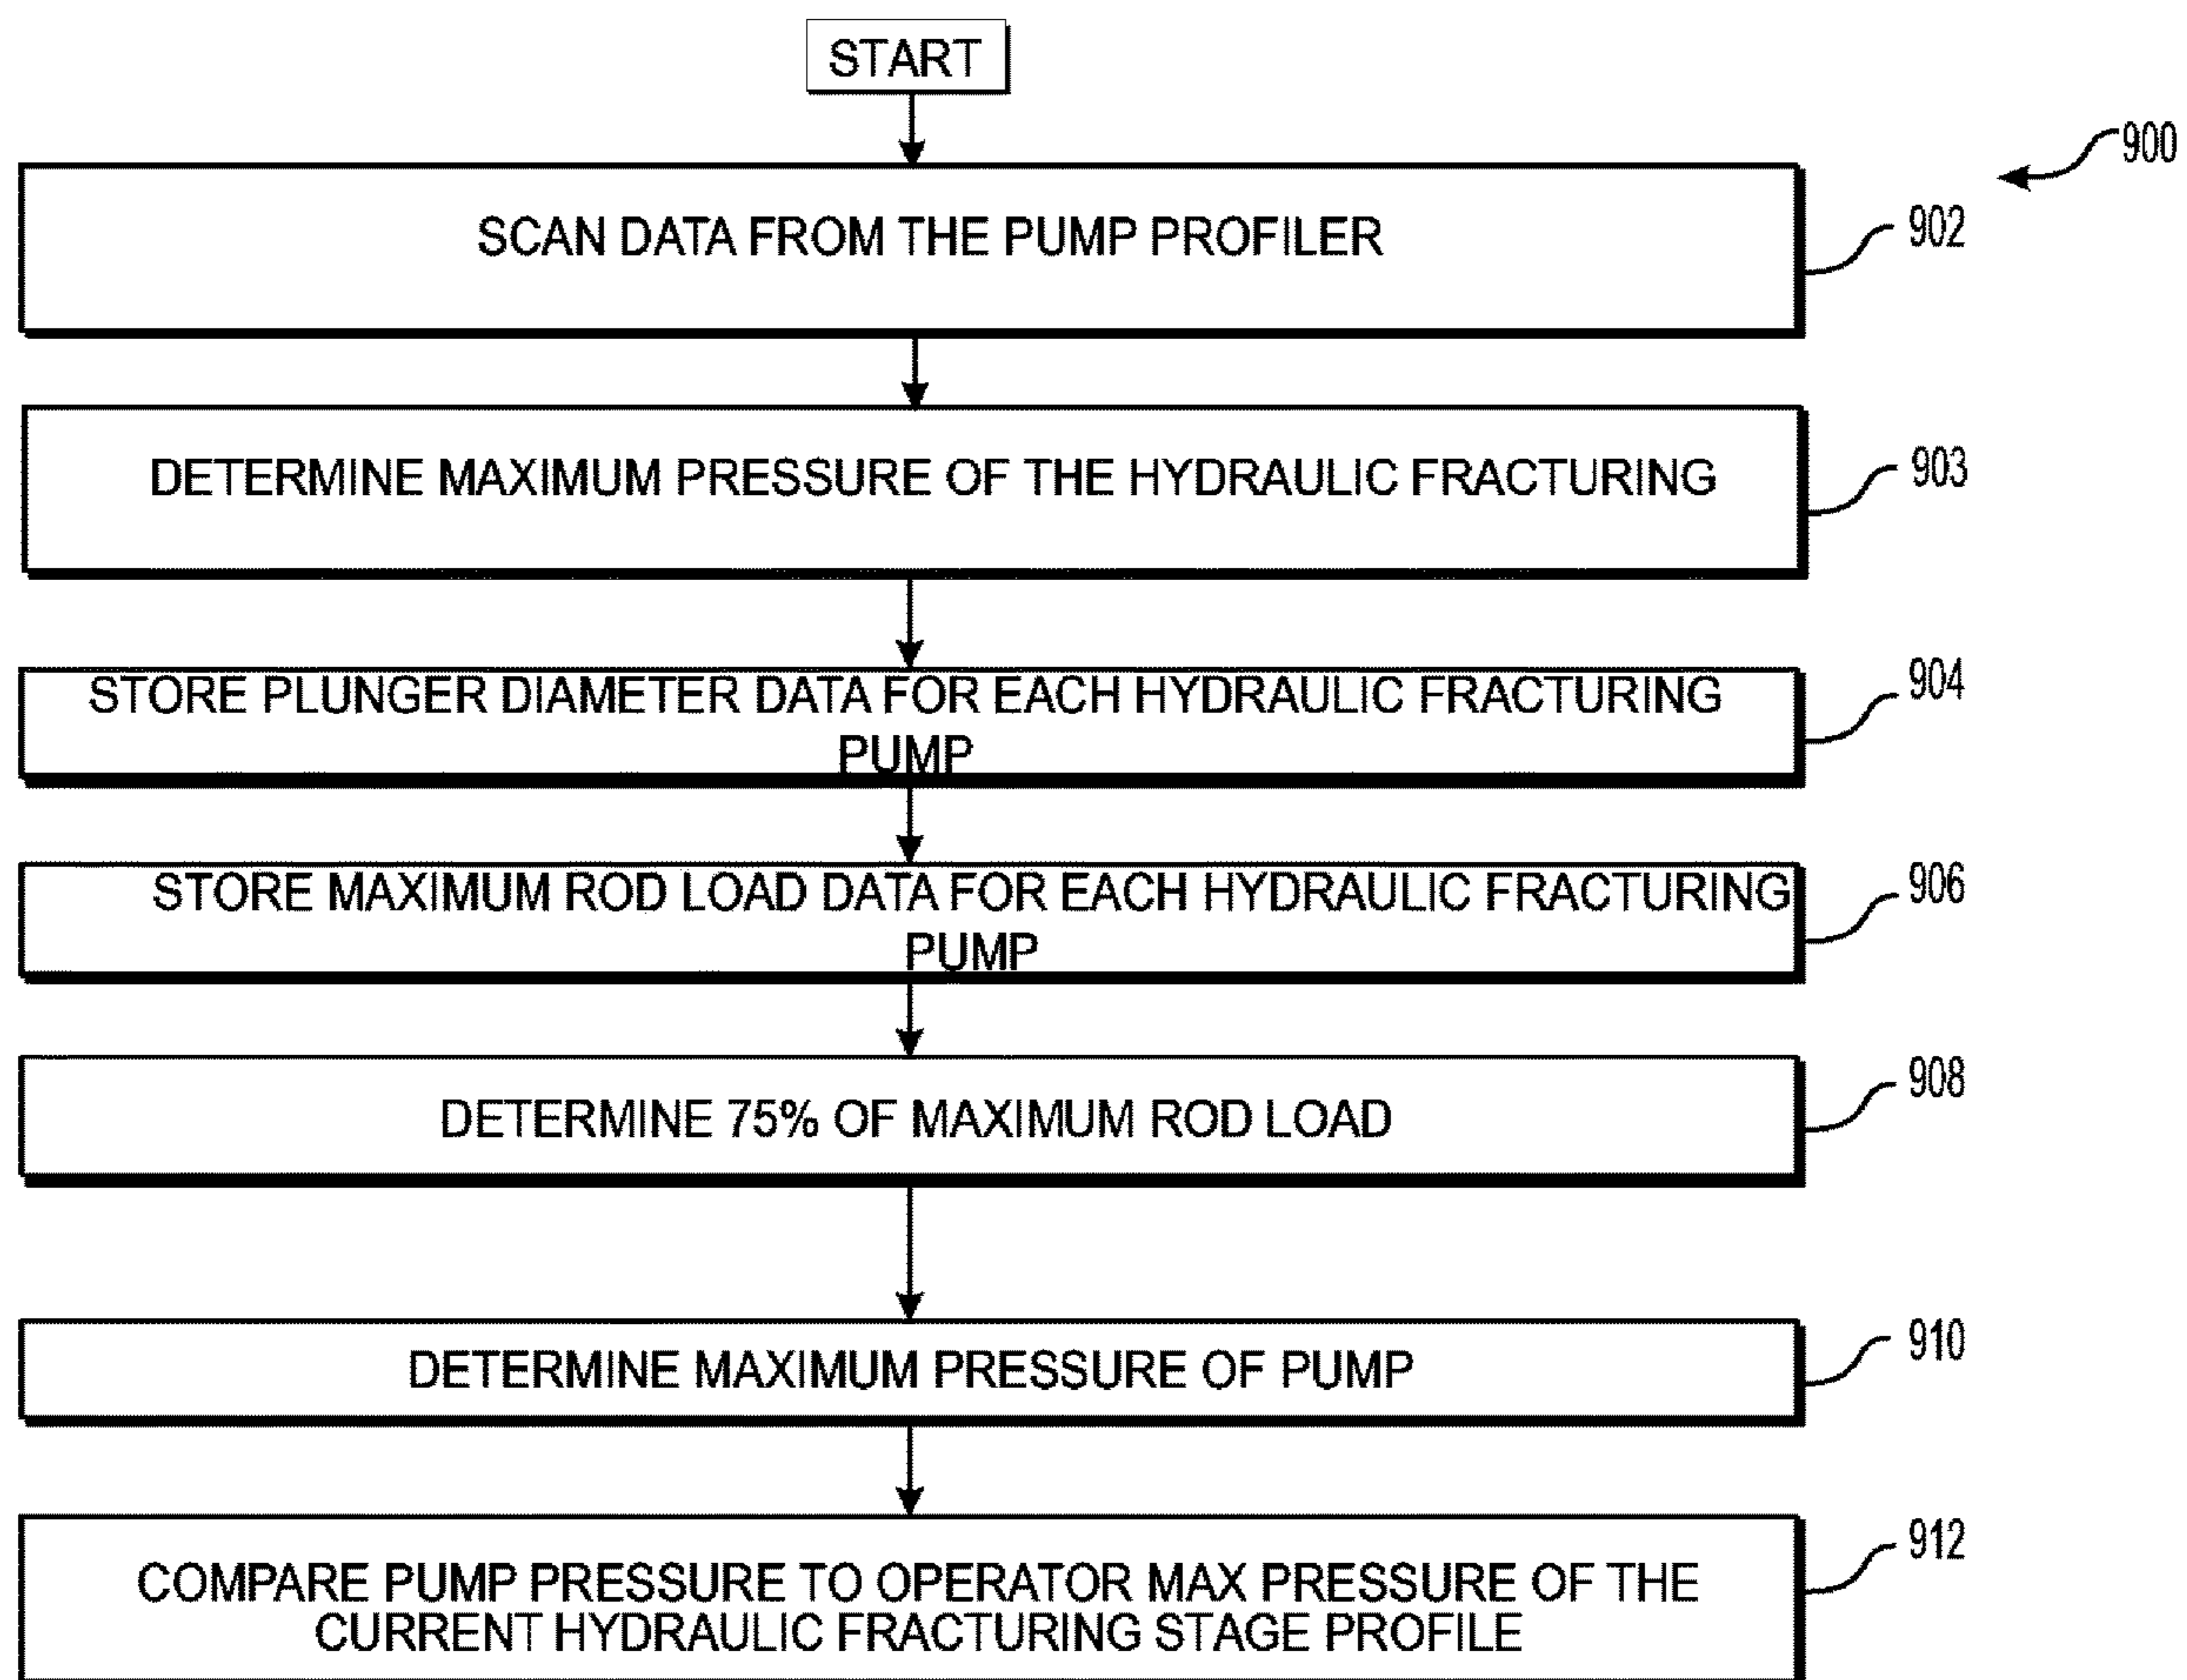 START
900
SCAN DATA FROM THE PUMP PROFILER
902
DETERMINE MAXIMUM PRESSURE OF THE HYDRAULIC FRACTURING
903
STORE PLUNGER DIAMETER DATA FOR EACH HYDRAULIC FRACTURING
PUMP
904
STORE MAXIMUM ROD LOAD DATA FOR EACH HYDRAULIC FRACTURING
PUMP
906
DETERMINE 75% OF MAXIMUM ROD LOAD
908
DETERMINE MAXIMUM PRESSURE OF PUMP
910
COMPARE PUMP PRESSURE TO OPERATOR MAX PRESSURE OF THE
CURRENT HYDRAULIC FRACTURING STAGE PROFILE
912